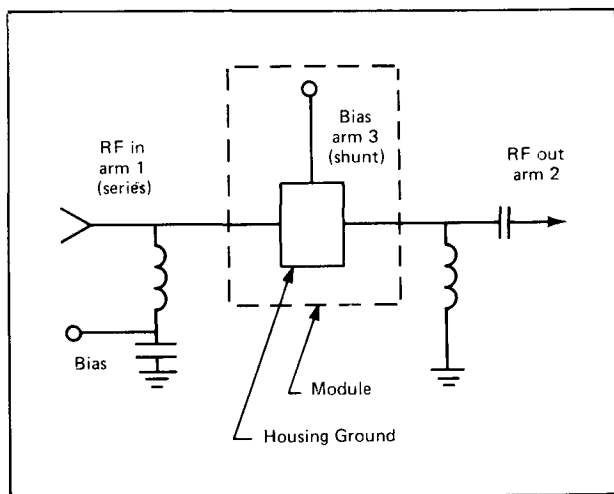 RF in
arm 1
(series)
Bias
arm 3
(shunt)
RF out
arm 2
Bias
Module
Housing Ground